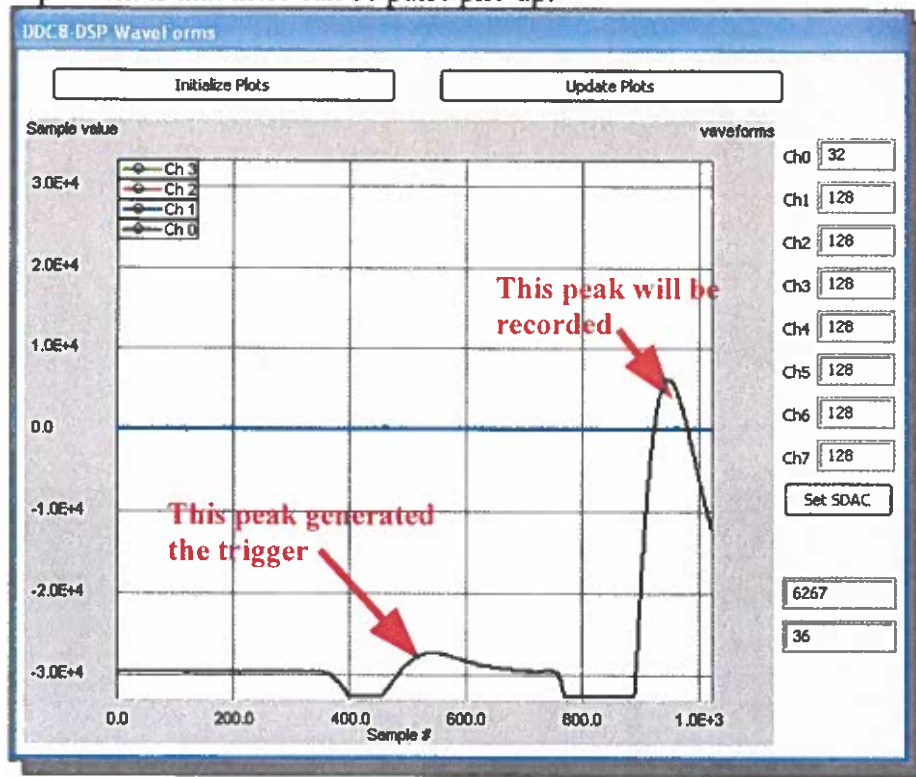 DDC8-DSP WaveForms
Initialize Plots
Update Plots
Sample value
waveforms
Ch 3
Ch 2
Ch 1
Ch 0
3.0E+4
2.0E+4
1.0E+4
0.0
-1.0E+4
-2.0E+4
-3.0E+4
0.0
200.0
400.0
600.0
800.0
1.0E+3
Sample #
This peak will be
recorded
This peak generated
the trigger
Ch0 32
Ch1 128
Ch2 128
Ch3 128
Ch4 128
Ch5 128
Ch6 128
Ch7 128
Set SDAC
6267
36